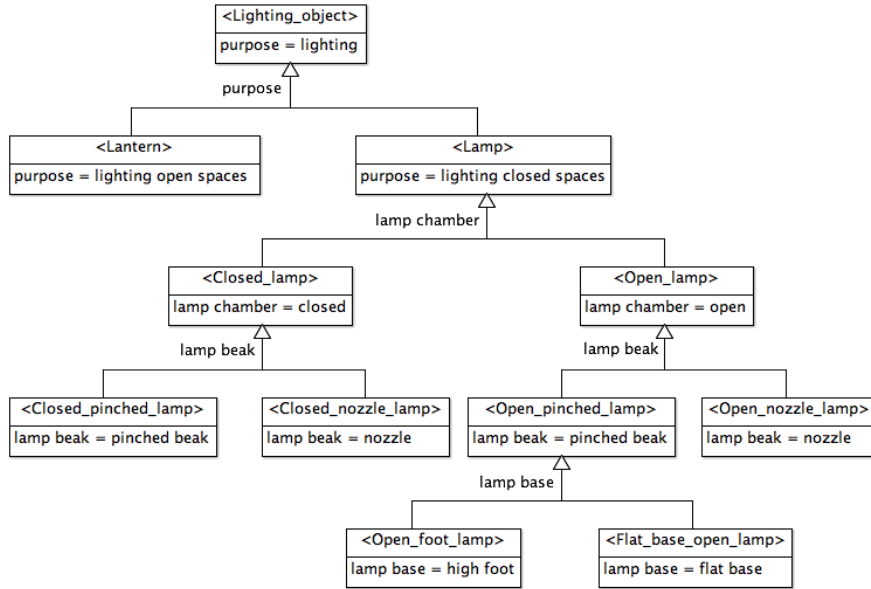 <Lighting_object>
purpose = lighting
purpose
<Lantern>
purpose = lighting open spaces
<Lamp>
purpose = lighting closed spaces
lamp chamber
<Closed_lamp>
lamp chamber = closed
<Open_lamp>
lamp chamber = open
lamp beak
lamp beak
<Closed_pinched_lamp>
lamp beak = pinched beak
<Closed_nozzle_lamp>
lamp beak = nozzle
<Open_pinched_lamp>
lamp beak = pinched beak
<Open_nozzle_lamp>
lamp beak = nozzle
lamp base
<Open_foot_lamp>
lamp base = high foot
<Flat_base_open_lamp>
lamp base = flat base